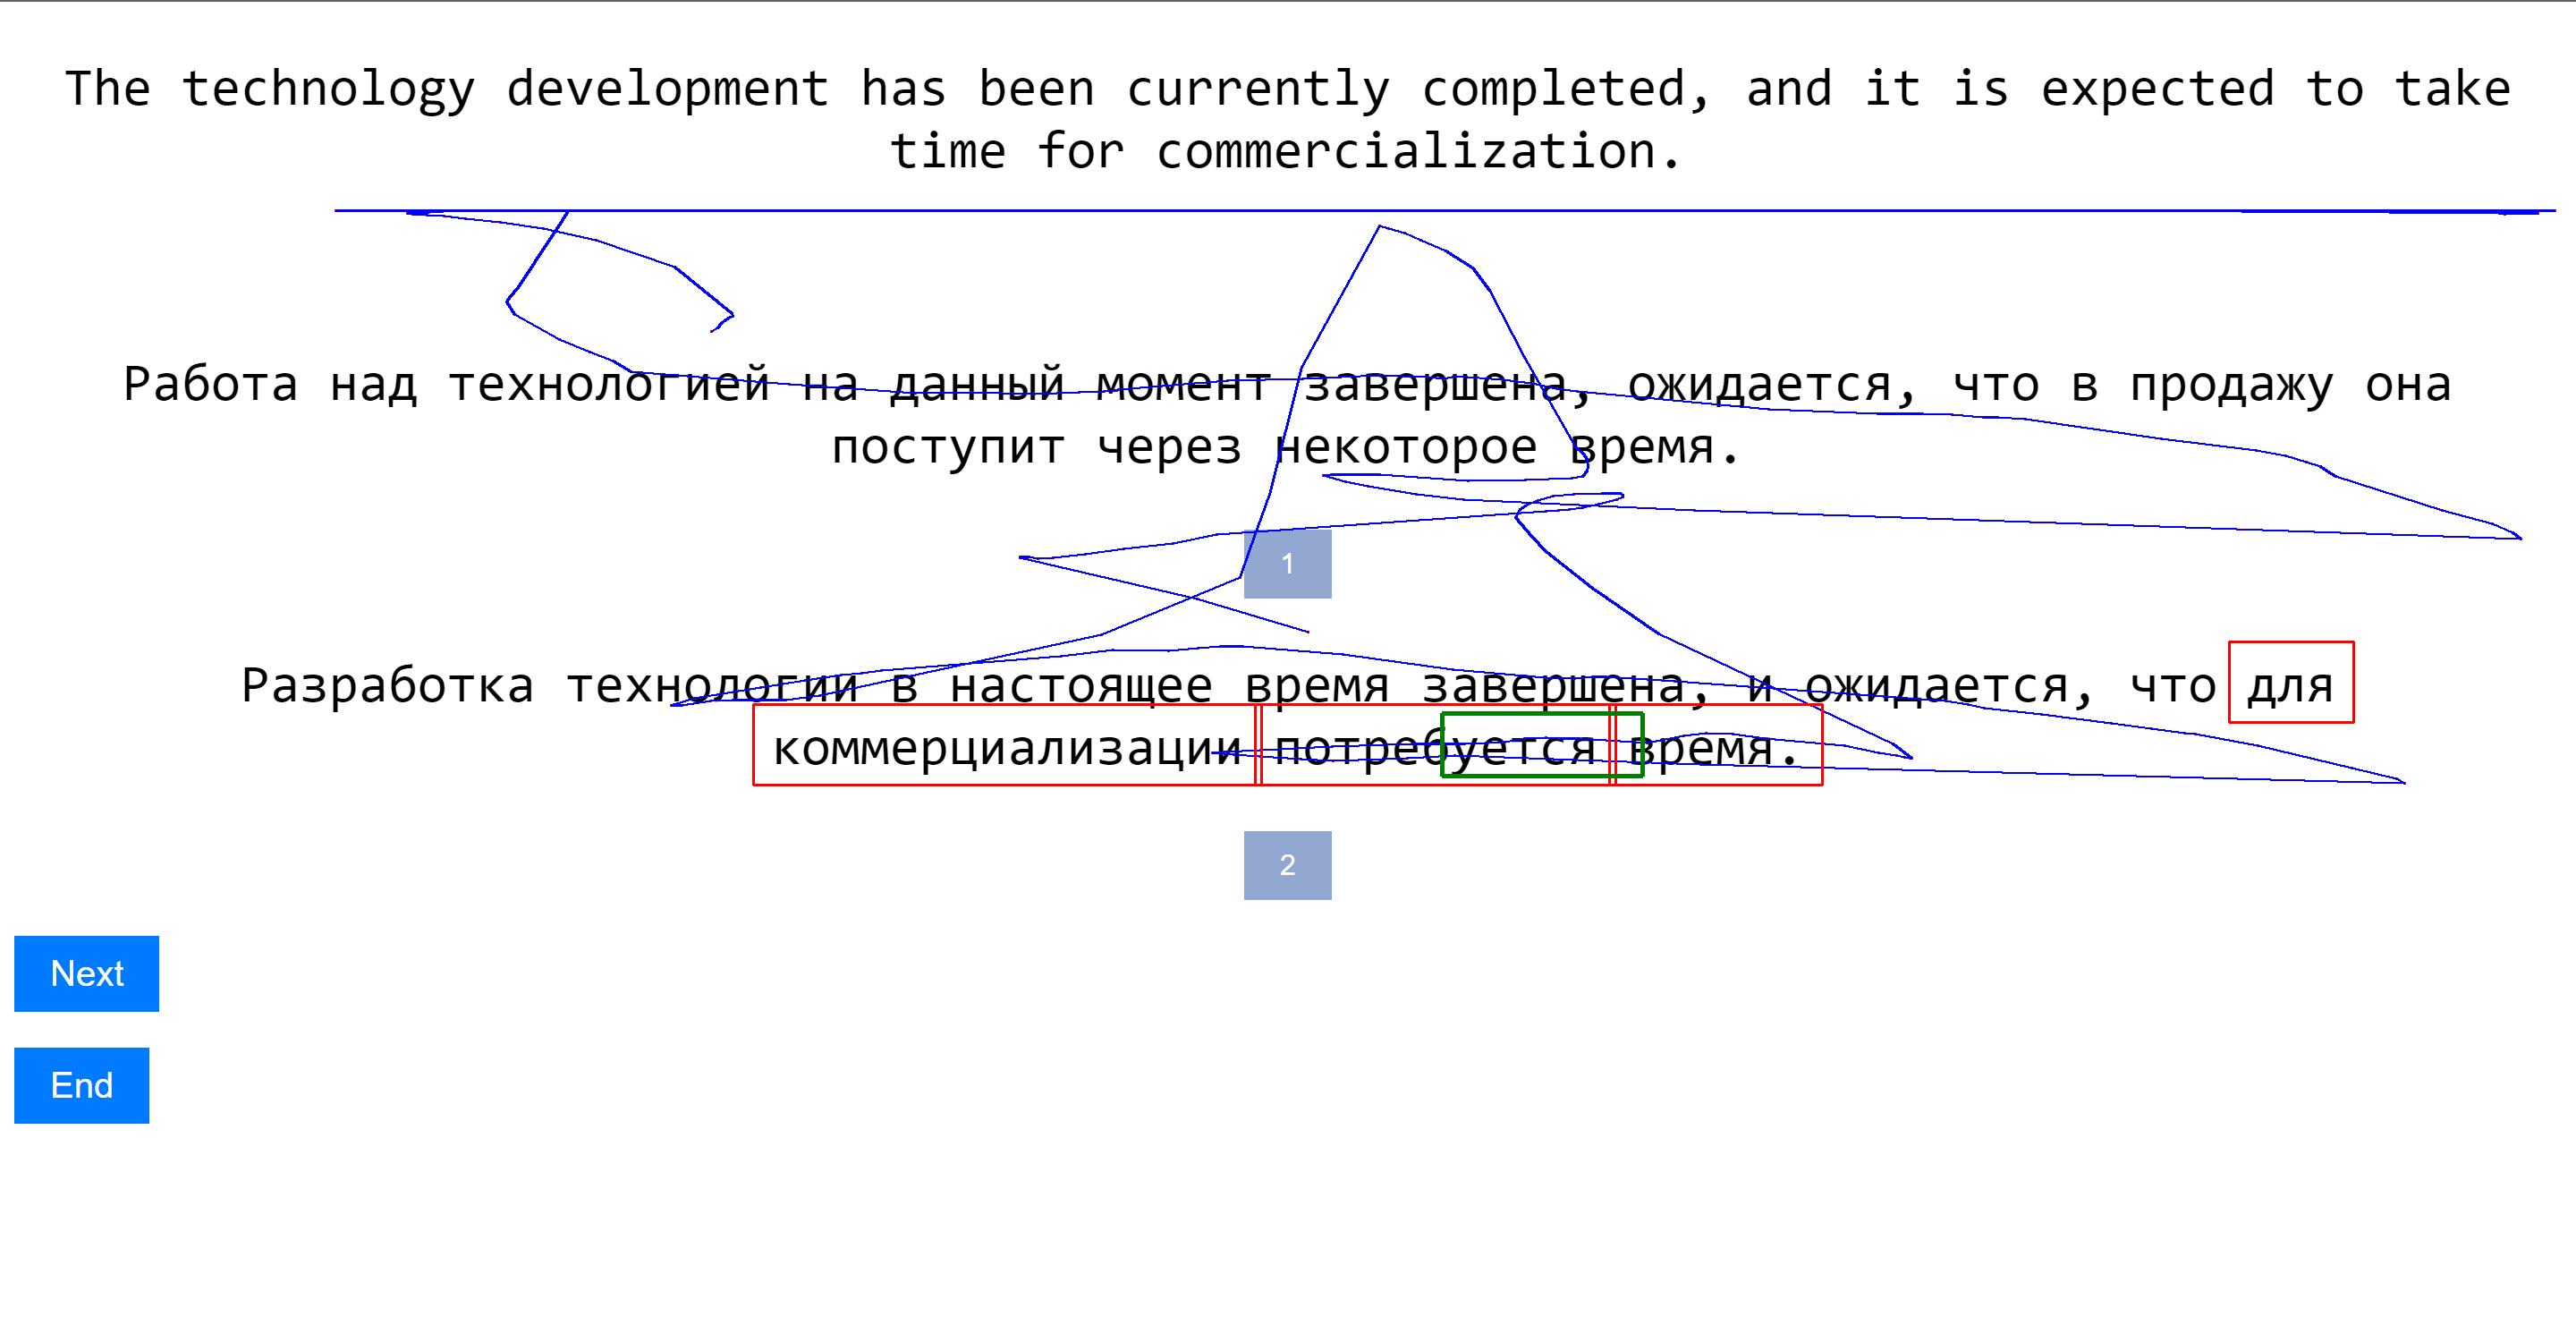 The technology development has been currently completed, and it is expected to take
time for commercialization.
Работа над технологией на данный момент завершена, ожидается, что в продажу она
поступит через некоторое время.
1
Разработка технологии в настоящее время завершена, и ожидается, что для
коммерциализации потребуется время.
2
Next
End